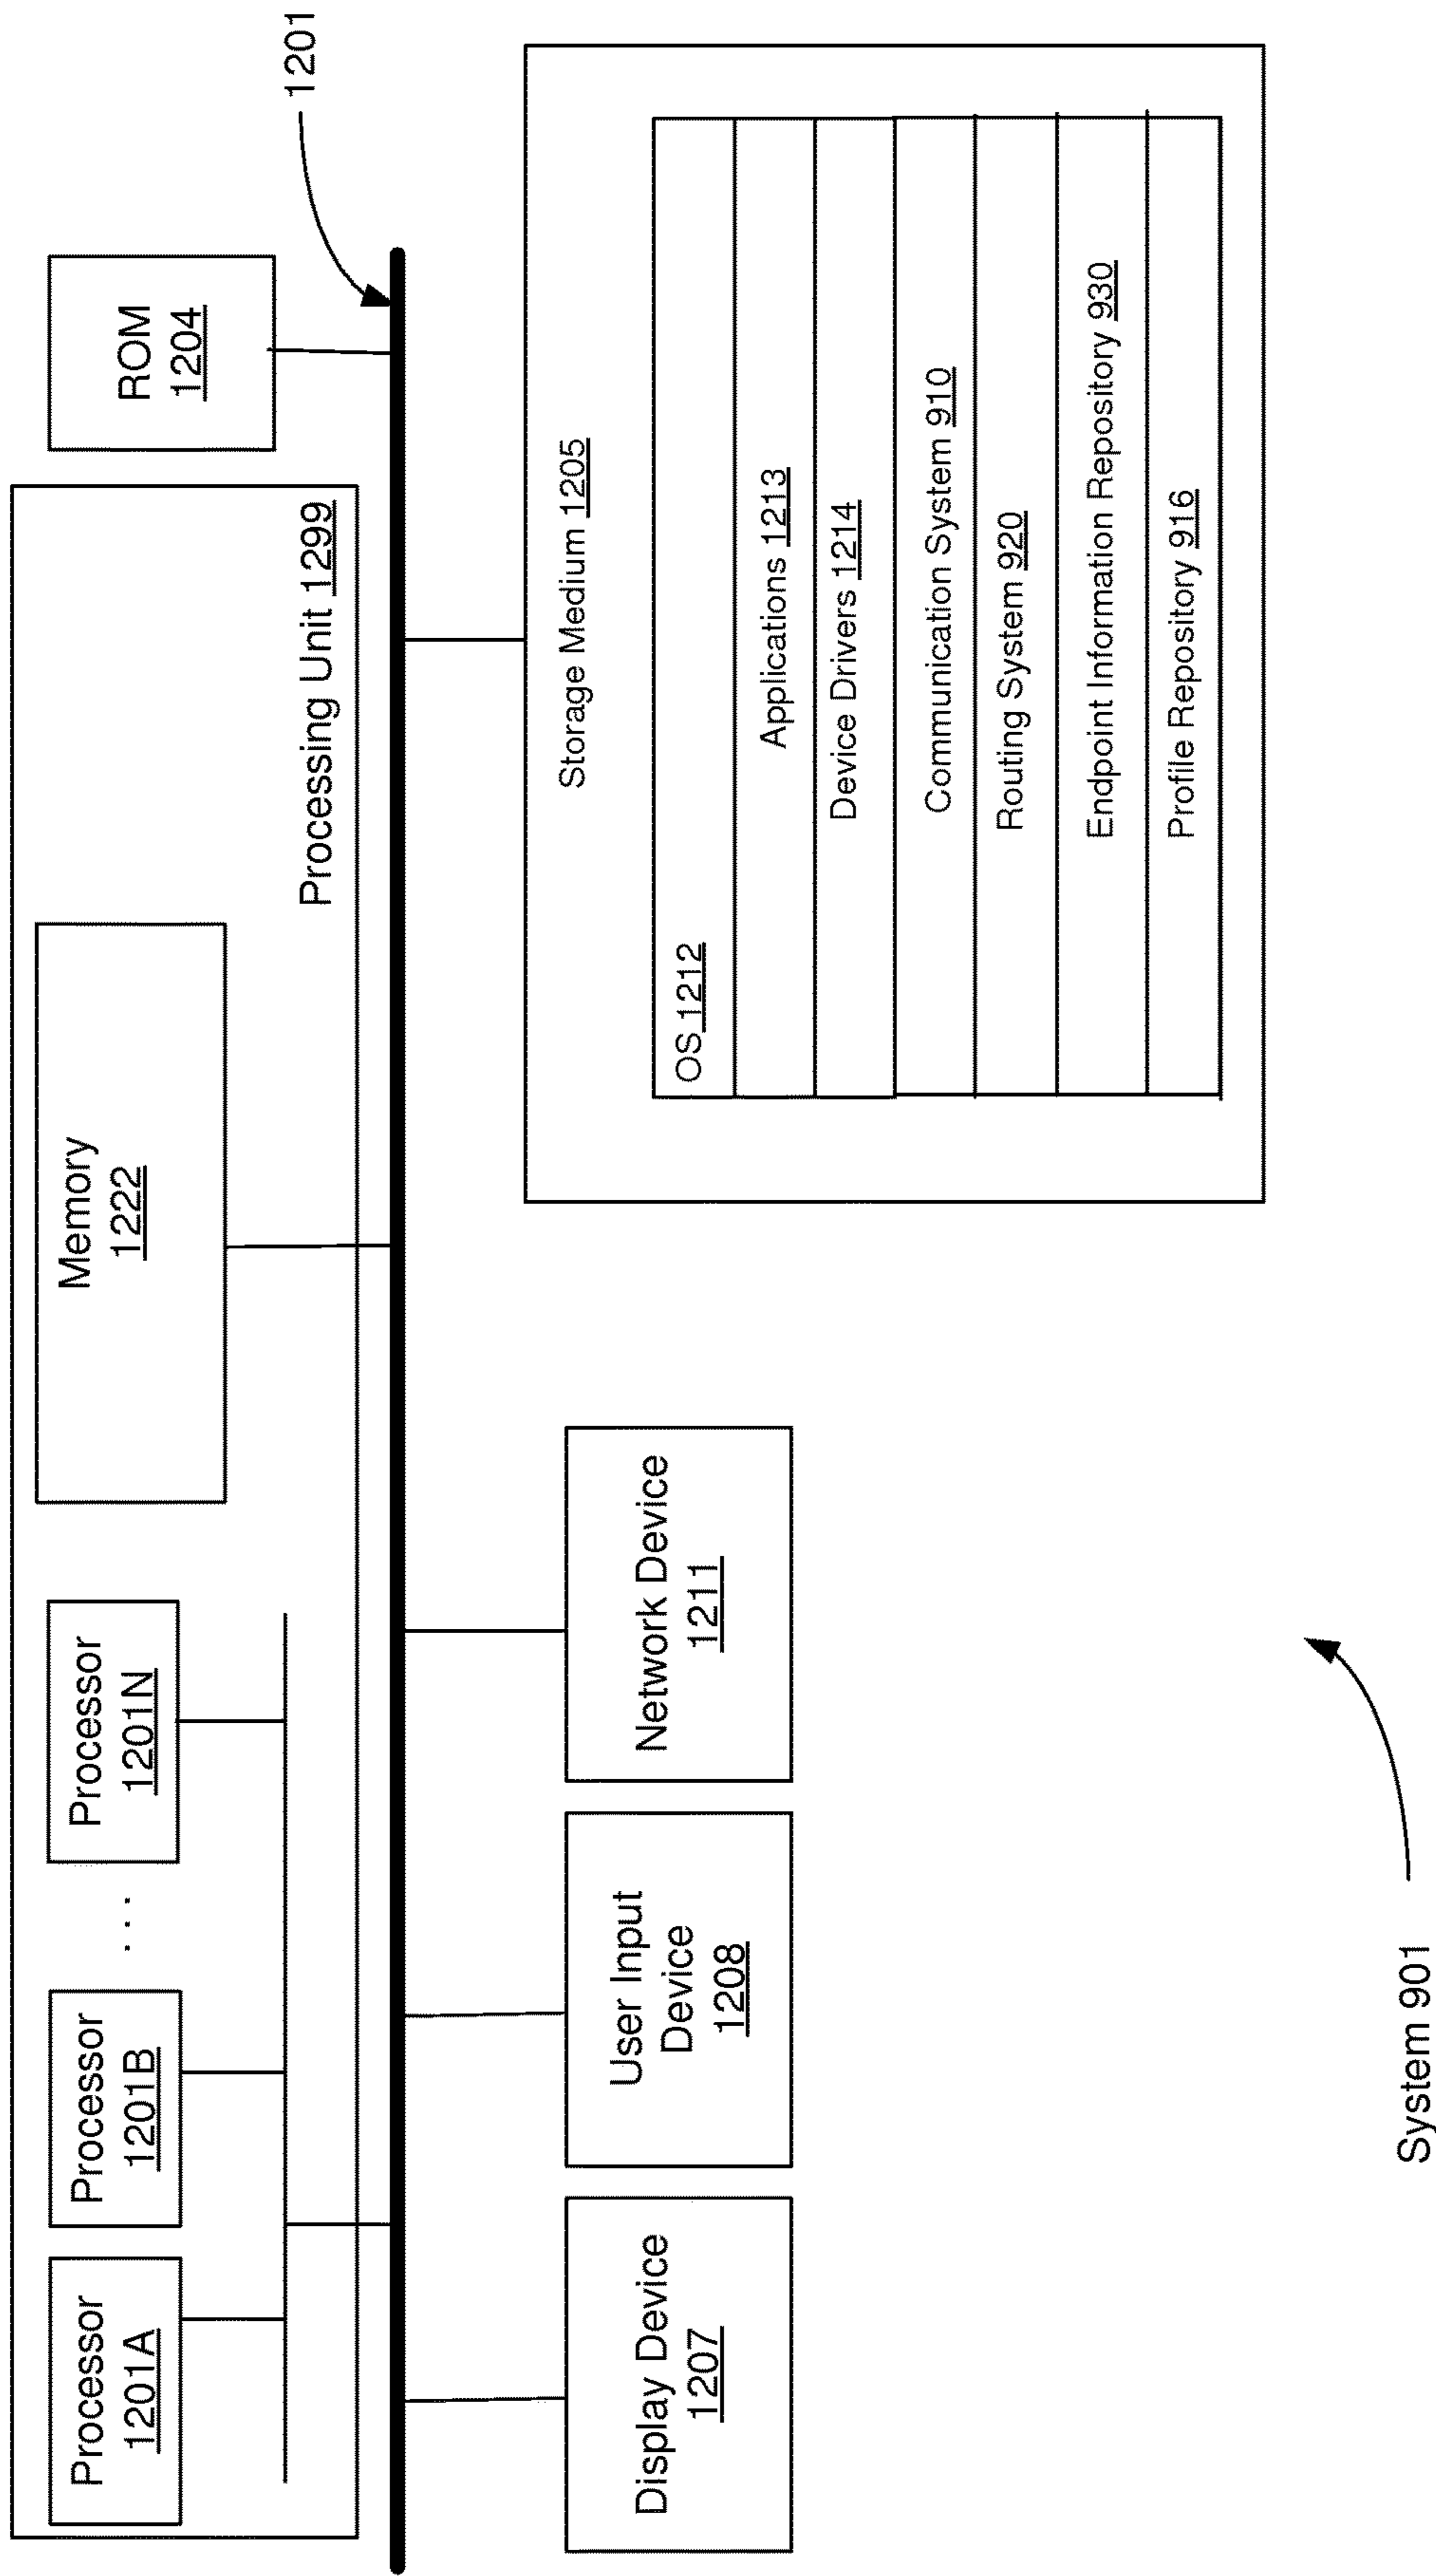 Processor
1201A
Processor
1201B
. . .
Processor
1201N
Memory
1222
Processing Unit 1299
ROM
1204
1201
Display Device
1207
User Input
Device
1208
Network Device
1211
Storage Medium 1205
OS 1212
Applications 1213
Device Drivers 1214
Communication System 910
Routing System 920
Endpoint Information Repository 930
Profile Repository 916
System 901